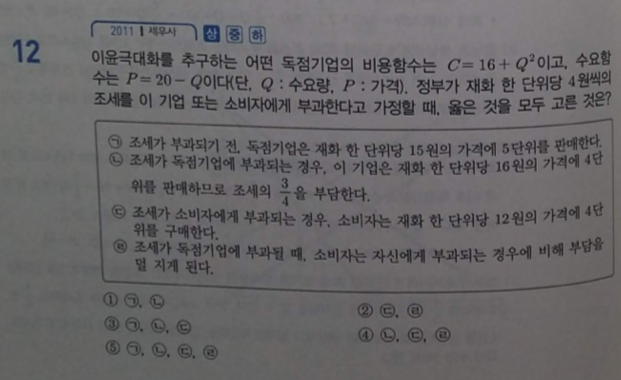 2011 | 세무사 상 중 하
12
이윤극대화를 추구하는 어떤 독점기업의 비용함수는 C=16+Q²이고, 수요함
수는 P=20-Q이다(단, Q : 수요량, P : 가격). 정부가 재화 한 단위당 4원씩의
조세를 이 기업 또는 소비자에게 부과한다고 가정할 때, 옳은 것을 모두 고른 것은?
㉠ 조세가 부과되기 전, 독점기업은 재화 한 단위당 15원의 가격에 5단위를 판매한다.
㉡ 조세가 독점기업에 부과되는 경우, 이 기업은 재화 한 단위당 16원의 가격에 4단
위를 판매하므로 조세의 3/4을 부담한다.
㉢ 조세가 소비자에게 부과되는 경우, 소비자는 재화 한 단위당 12원의 가격에 4단
위를 구매한다.
㉣ 조세가 독점기업에 부과될 때, 소비자는 자신에게 부과되는 경우에 비해 부담을
덜 지게 된다.
① ㉠, ㉡ ② ㉢, ㉣
③ ㉠, ㉡, ㉢ ④ ㉡, ㉢, ㉣
⑤ ㉠, ㉡, ㉢, ㉣